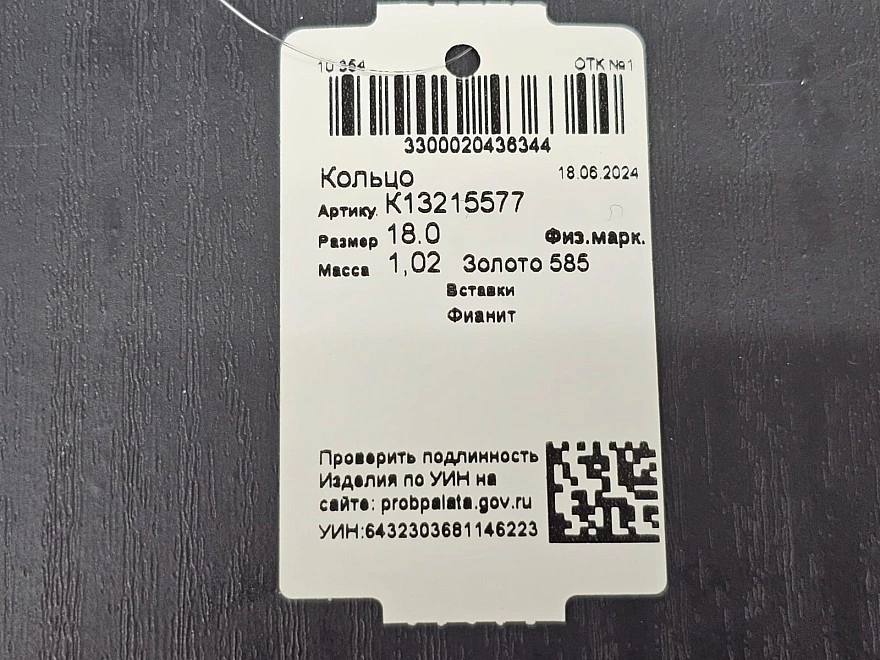 10 354 ОТК №1
3300020436344
Кольцо 18.06.2024
Артику. К13215577
Размер 18.0 Физ.марк.
Масса 1,02 Золото 585
Вставки
Фианит
Проверить подлинность
Изделия по УИН на
сайте: probpalata.gov.ru
УИН:6432303681146223